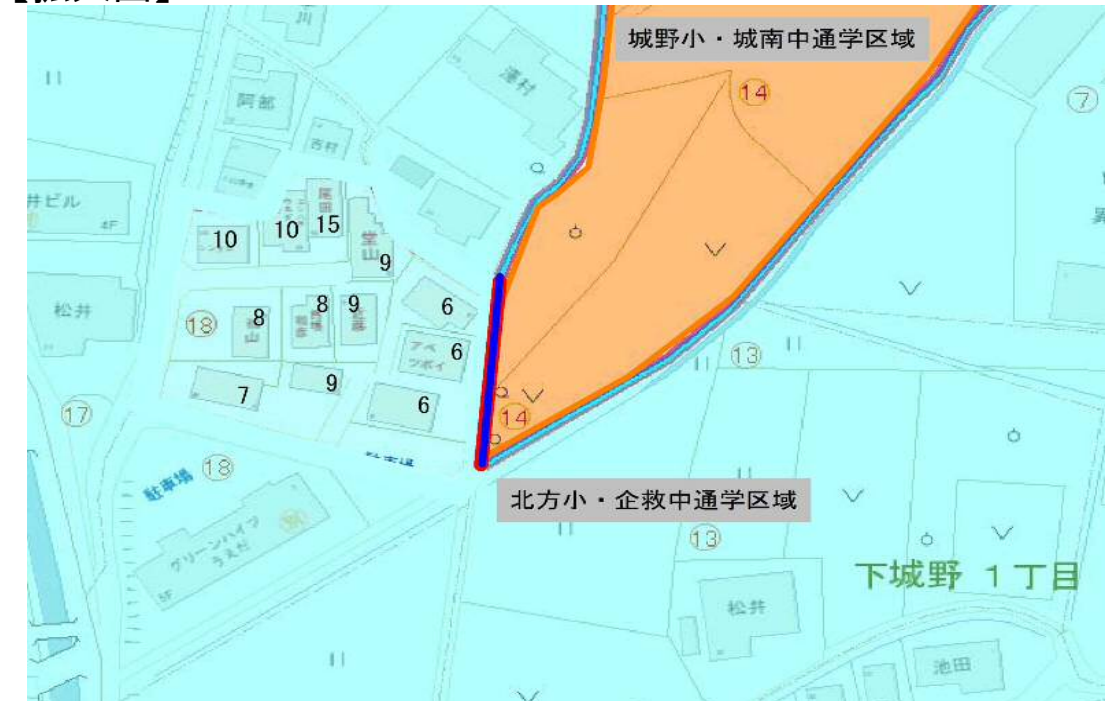 川
城野小・城南中通学区域
澤村
14
7
阿部
吉村
井ビル
4F
尾田
10
10
15
堂山
9
松井
18
8
8
9
6
アベ
ツボイ
6
13
7
9
6
14
17
18
駐車場
北方小・企救中通学区域
13
グリーンハイツ
うえだ
5F
下城野 1丁目
松井
池田